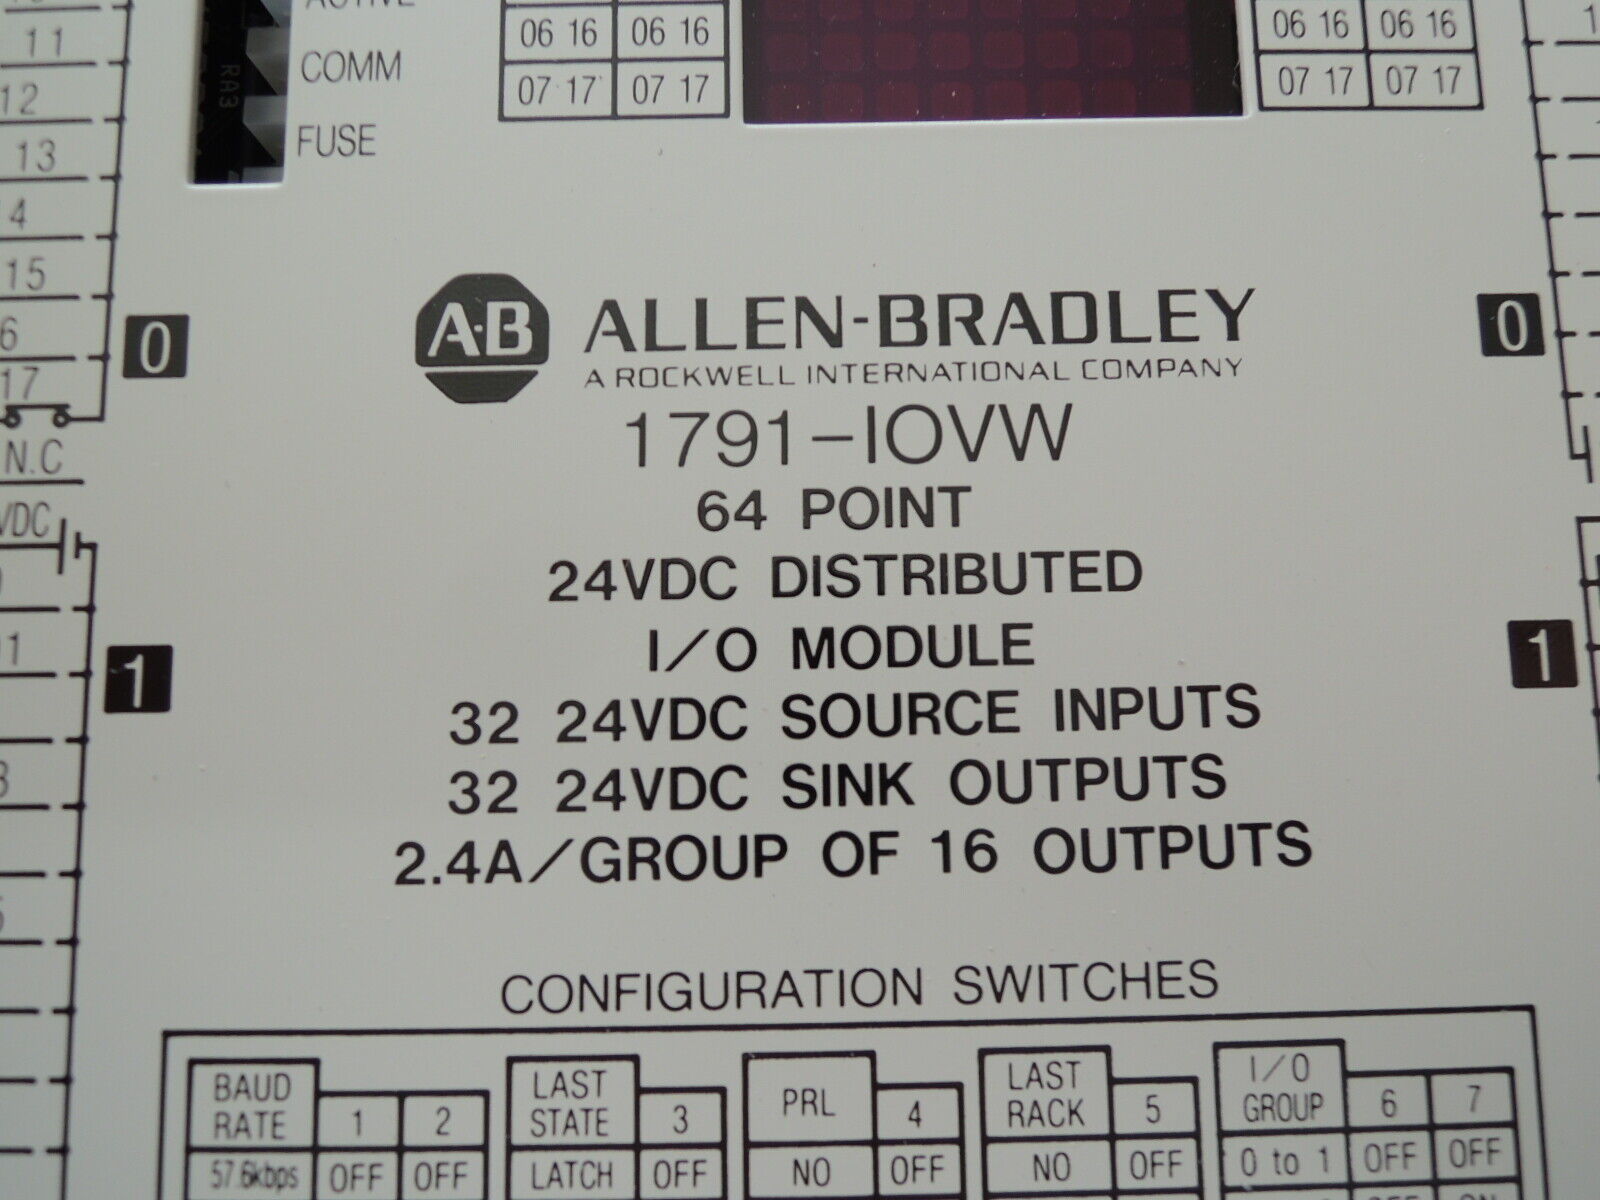 11
12
13
15
17
N.C
VDC
COMM
FUSE
RA3
06 16 06 16
07 17 07 17
06 16 06 16
07 17 07 17
0
1
0
1
A·B ALLEN-BRADLEY
A ROCKWELL INTERNATIONAL COMPANY
1791-IOVW
64 POINT
24VDC DISTRIBUTED
I/O MODULE
32 24VDC SOURCE INPUTS
32 24VDC SINK OUTPUTS
2.4A/GROUP OF 16 OUTPUTS
CONFIGURATION SWITCHES
BAUD
RATE 1 2
57.6kbps OFF OFF
LAST
STATE 3
LATCH OFF
PRL 4
NO OFF
LAST
RACK 5
NO OFF
I/O
GROUP 6 7
0 to 1 OFF OFF